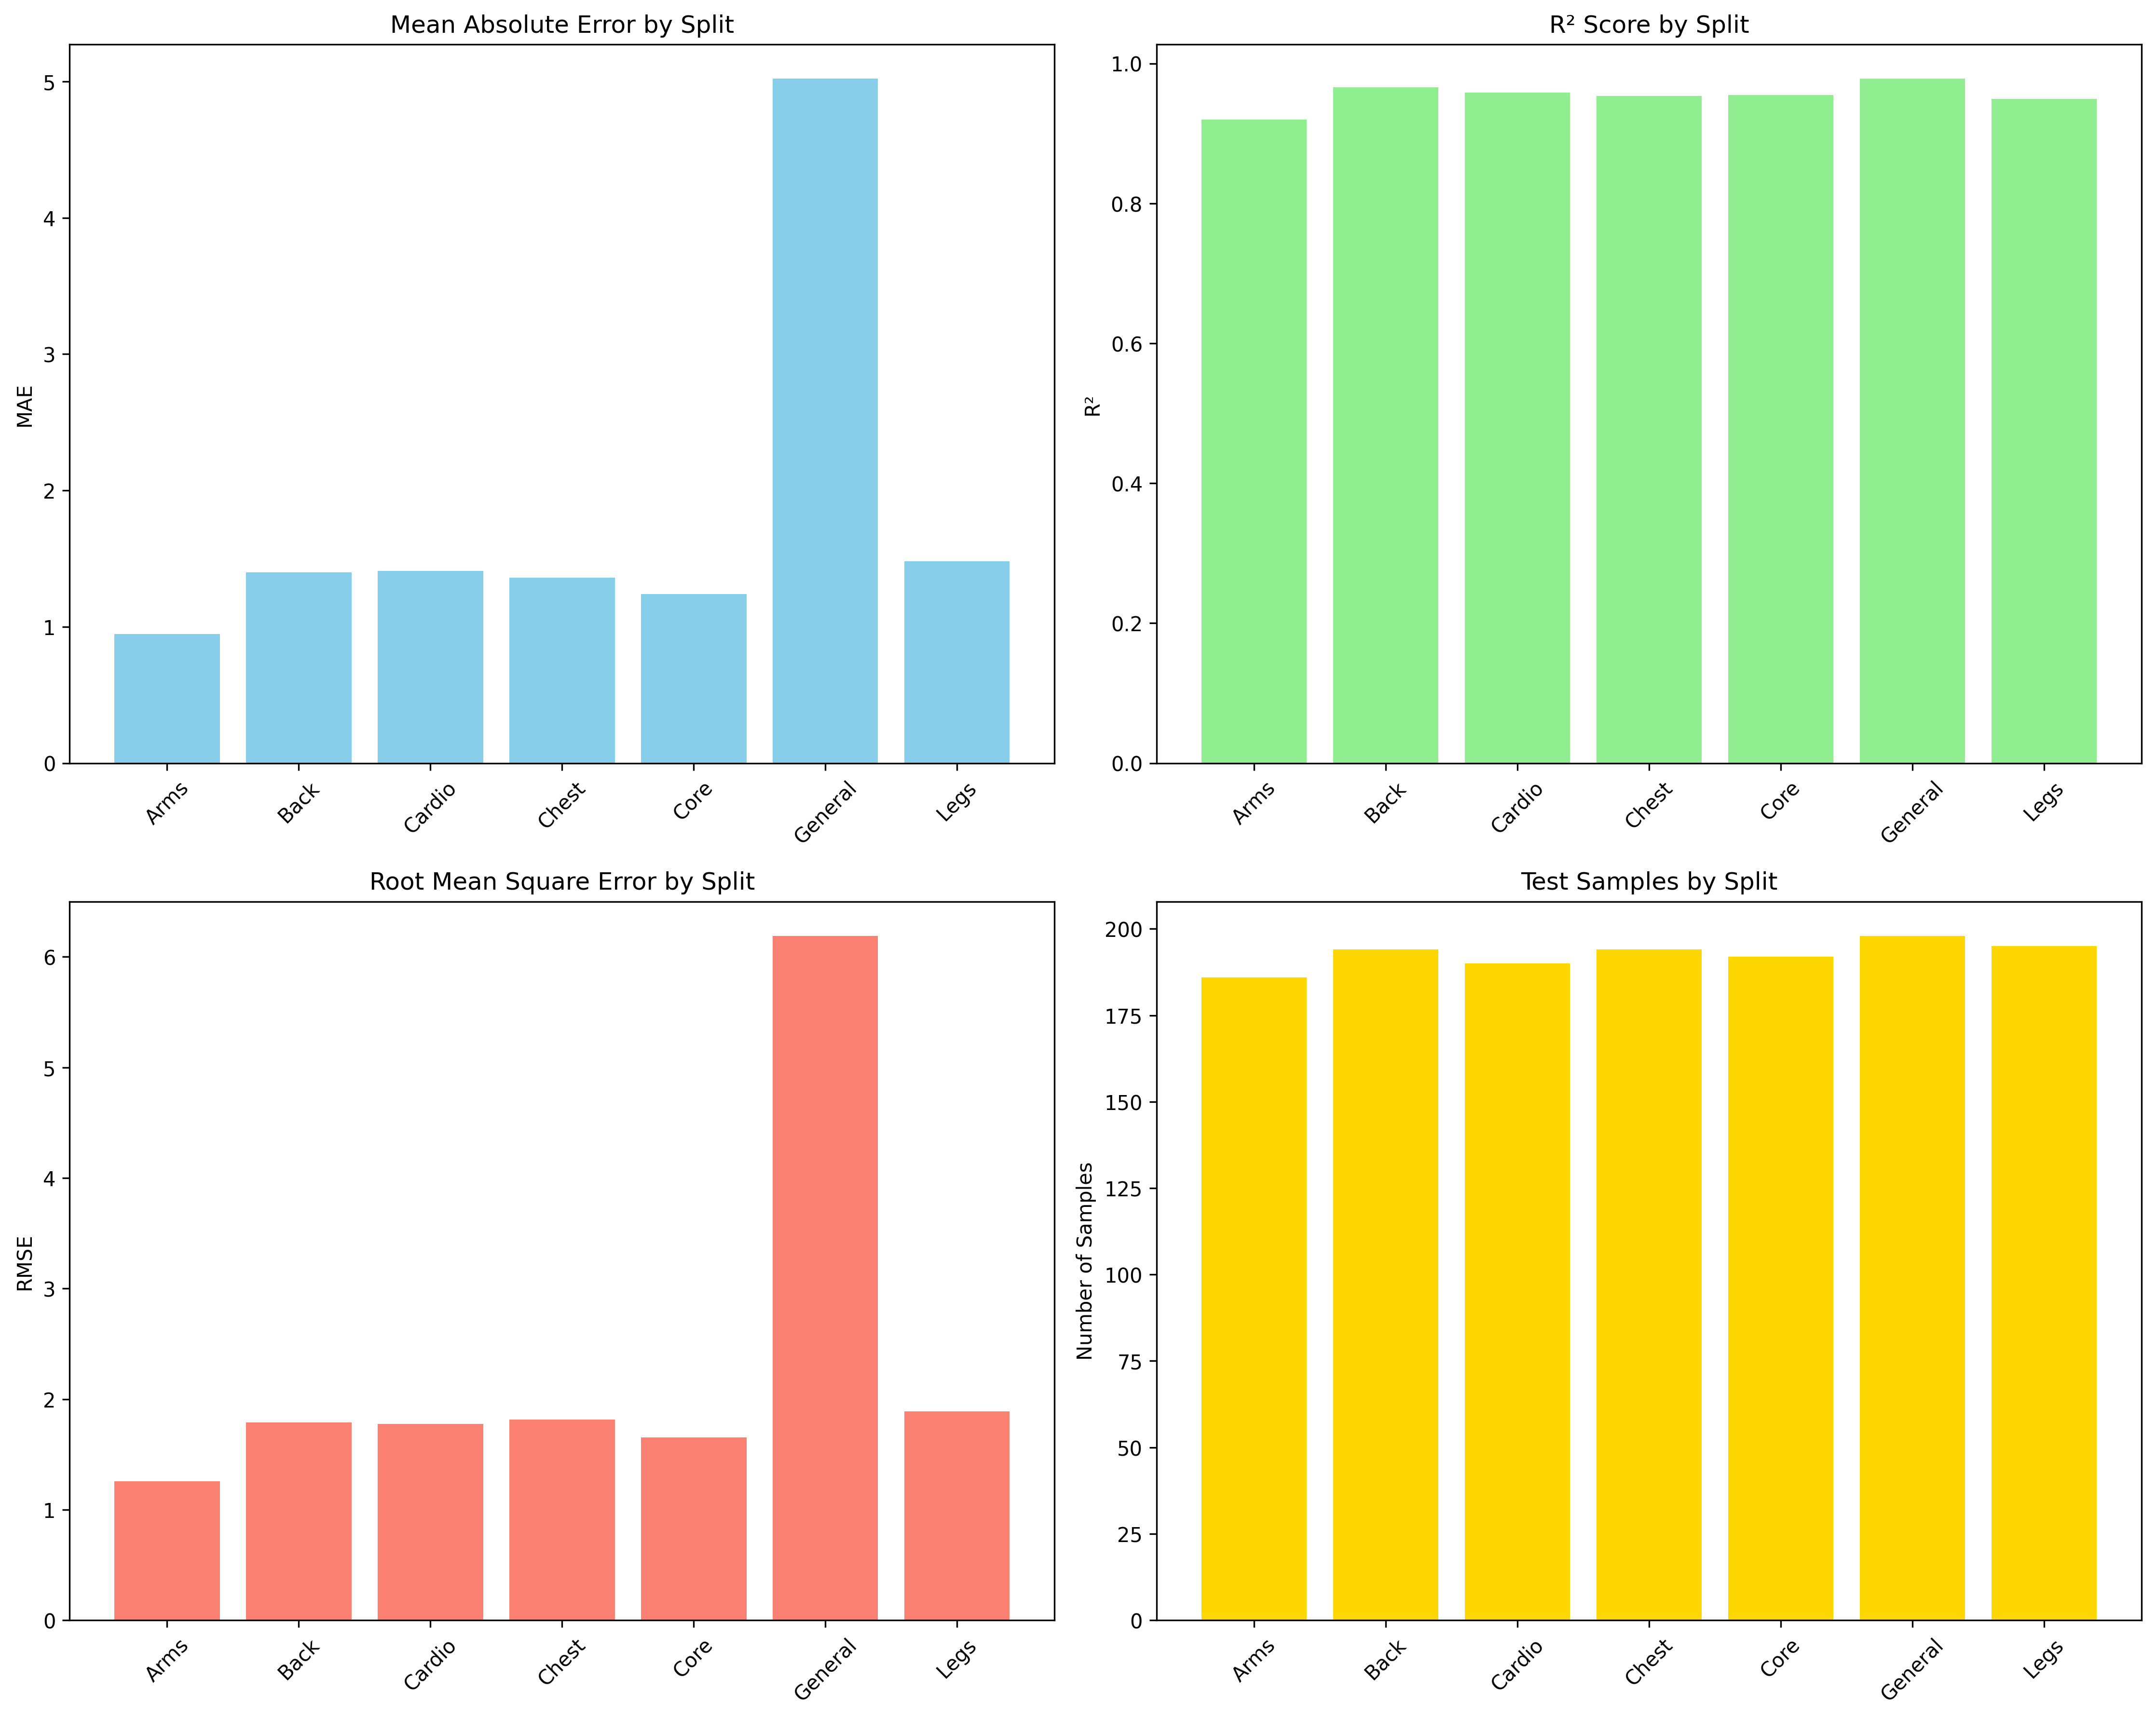 Mean Absolute Error by Split
MAE
5
4
3
2
1
0
Arms
Back
Cardio
Chest
Core
General
Legs
R² Score by Split
R²
1.0
0.8
0.6
0.4
0.2
0.0
Arms
Back
Cardio
Chest
Core
General
Legs
Root Mean Square Error by Split
RMSE
6
5
4
3
2
1
0
Arms
Back
Cardio
Chest
Core
General
Legs
Test Samples by Split
Number of Samples
200
175
150
125
100
75
50
25
0
Arms
Back
Cardio
Chest
Core
General
Legs